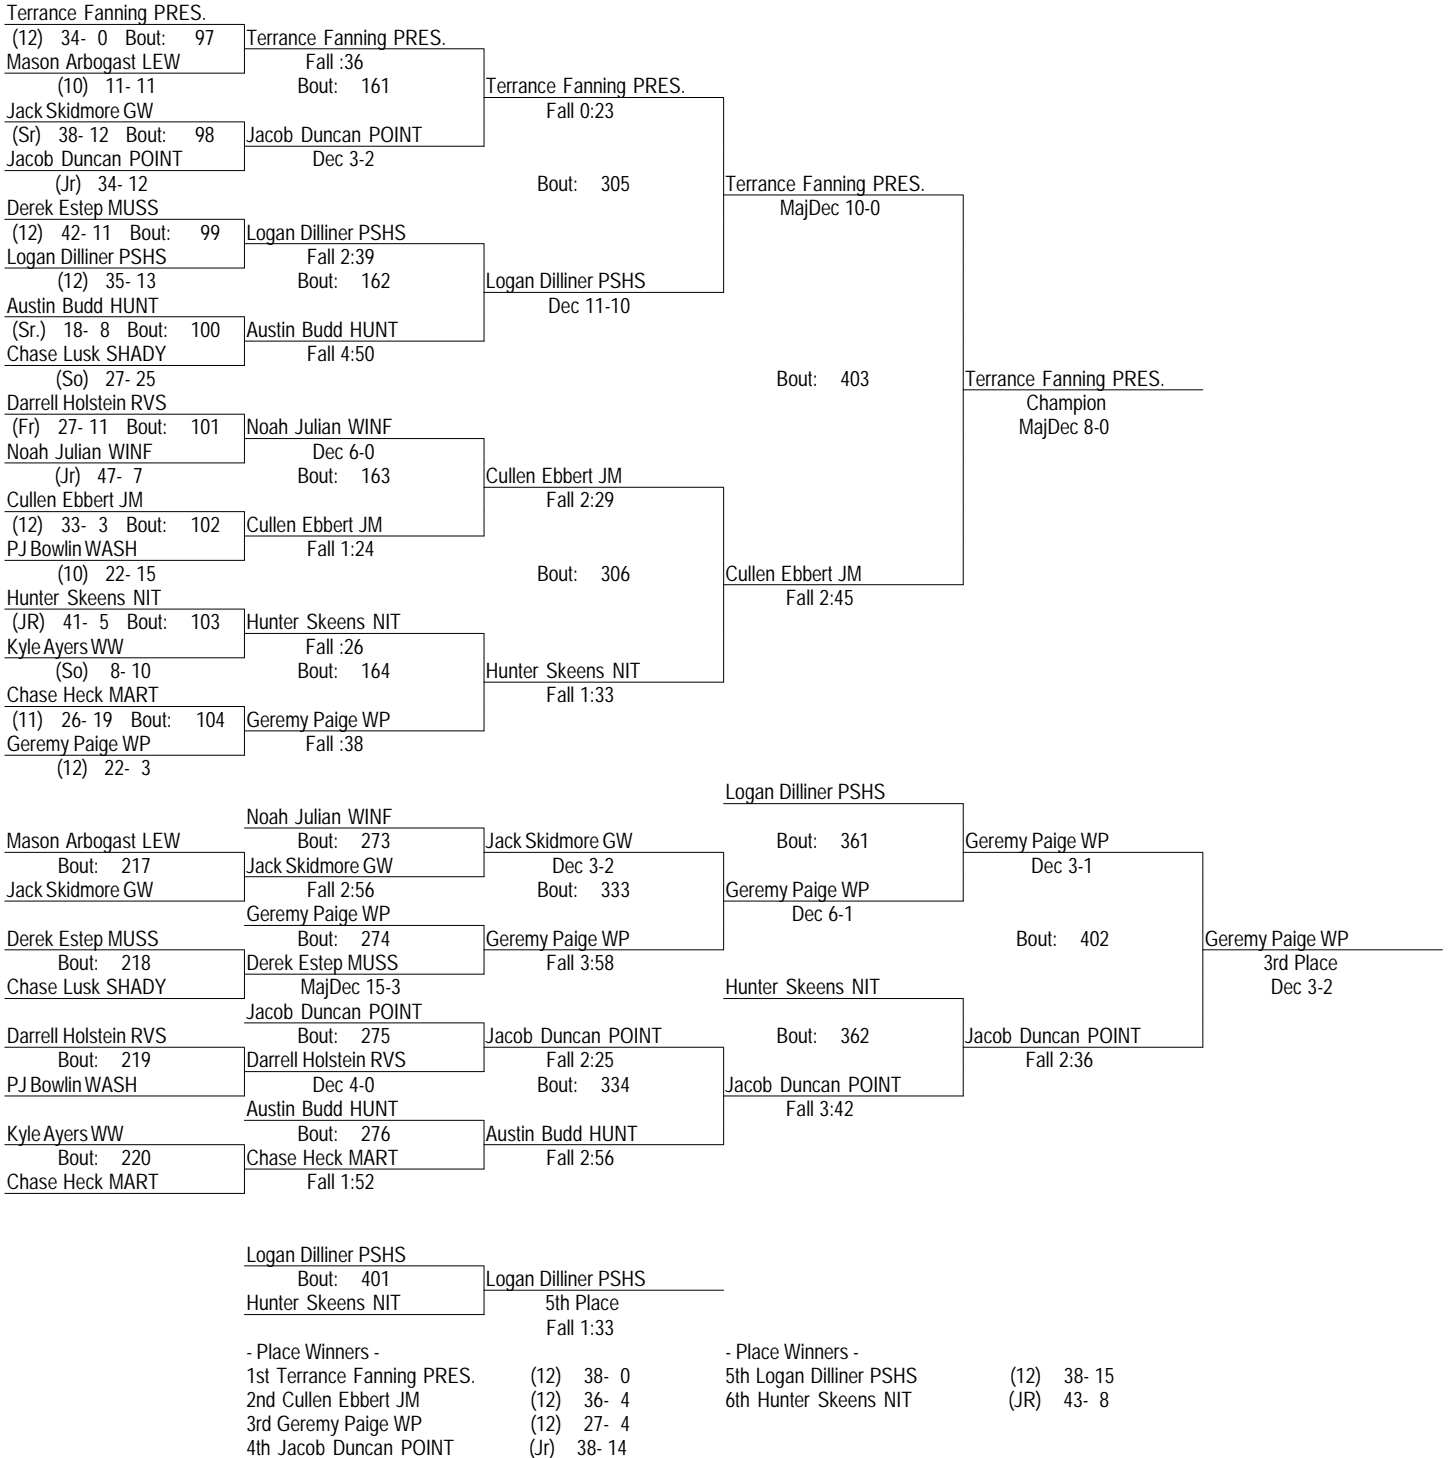 Terrance Fanning PRES.
(12) 34- 0 Bout: 97 Terrance Fanning PRES.
Mason Arbogast LEW Fall :36
(10) 11- 11 Bout: 161 Terrance Fanning PRES.
Jack Skidmore GW Fall 0:23
(Sr) 38- 12 Bout: 98 Jacob Duncan POINT
Jacob Duncan POINT Dec 3-2
(Jr) 34- 12 Bout: 305 Terrance Fanning PRES.
Derek Estep MUSS MajDec 10-0
(12) 42- 11 Bout: 99 Logan Dilliner PSHS
Logan Dilliner PSHS Fall 2:39
(12) 35- 13 Bout: 162 Logan Dilliner PSHS
Austin Budd HUNT Dec 11-10
(Sr.) 18- 8 Bout: 100 Austin Budd HUNT
Chase Lusk SHADY Fall 4:50
(So) 27- 25 Bout: 403 Terrance Fanning PRES.
Darrell Holstein RVS Champion
(Fr) 27- 11 Bout: 101 Noah Julian WINF MajDec 8-0
Noah Julian WINF Dec 6-0
(Jr) 47- 7 Bout: 163 Cullen Ebbert JM
Cullen Ebbert JM Fall 2:29
(12) 33- 3 Bout: 102 Cullen Ebbert JM
PJ Bowlin WASH Fall 1:24
(10) 22- 15 Bout: 306 Cullen Ebbert JM
Hunter Skeens NIT Fall 2:45
(JR) 41- 5 Bout: 103 Hunter Skeens NIT
Kyle Ayers WW Fall :26
(So) 8- 10 Bout: 164 Hunter Skeens NIT
Chase Heck MART Fall 1:33
(11) 26- 19 Bout: 104 Geremy Paige WP
Geremy Paige WP Fall :38
(12) 22- 3
Logan Dilliner PSHS
Noah Julian WINF
Mason Arbogast LEW Bout: 273 Jack Skidmore GW Bout: 361 Geremy Paige WP
Bout: 217 Jack Skidmore GW Dec 3-2 Dec 3-1
Jack Skidmore GW Fall 2:56 Bout: 333 Geremy Paige WP
Geremy Paige WP Dec 6-1
Derek Estep MUSS Bout: 274 Geremy Paige WP Bout: 402 Geremy Paige WP
Bout: 218 Derek Estep MUSS Fall 3:58 3rd Place
Chase Lusk SHADY MajDec 15-3 Hunter Skeens NIT Dec 3-2
Jacob Duncan POINT
Darrell Holstein RVS Bout: 275 Jacob Duncan POINT Bout: 362 Jacob Duncan POINT
Bout: 219 Darrell Holstein RVS Fall 2:25 Fall 2:36
PJ Bowlin WASH Dec 4-0 Bout: 334 Jacob Duncan POINT
Austin Budd HUNT Fall 3:42
Kyle Ayers WW Bout: 276 Austin Budd HUNT
Bout: 220 Chase Heck MART Fall 2:56
Chase Heck MART Fall 1:52
Logan Dilliner PSHS
Bout: 401 Logan Dilliner PSHS
Hunter Skeens NIT 5th Place
Fall 1:33
- Place Winners - - Place Winners -
1st Terrance Fanning PRES. (12) 38- 0 5th Logan Dilliner PSHS (12) 38- 15
2nd Cullen Ebbert JM (12) 36- 4 6th Hunter Skeens NIT (JR) 43- 8
3rd Geremy Paige WP (12) 27- 4
4th Jacob Duncan POINT (Jr) 38- 14